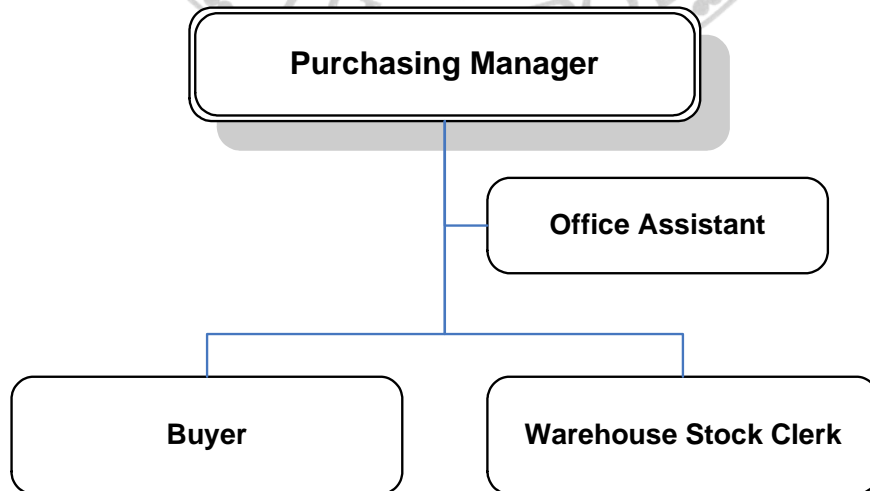 Purchasing Manager
Office Assistant
Buyer
Warehouse Stock Clerk